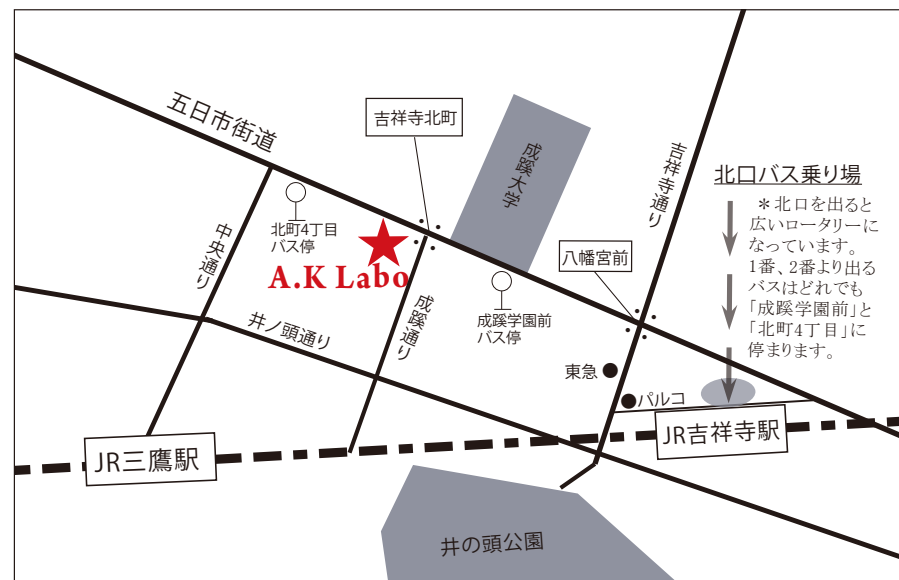 五日市街道
吉祥寺北町
成蹊大学
吉祥寺通り
北口バス乗り場
＊北口を出ると
広いロータリーに
なっています。
1番、2番より出る
バスはどれでも
「成蹊学園前」と
「北町4丁目」に
停まります。
中央通り
北町4丁目
バス停
A.K Labo
八幡宮前
成蹊通り
成蹊学園前
バス停
井ノ頭通り
東急
パルコ
JR三鷹駅
JR吉祥寺駅
井の頭公園